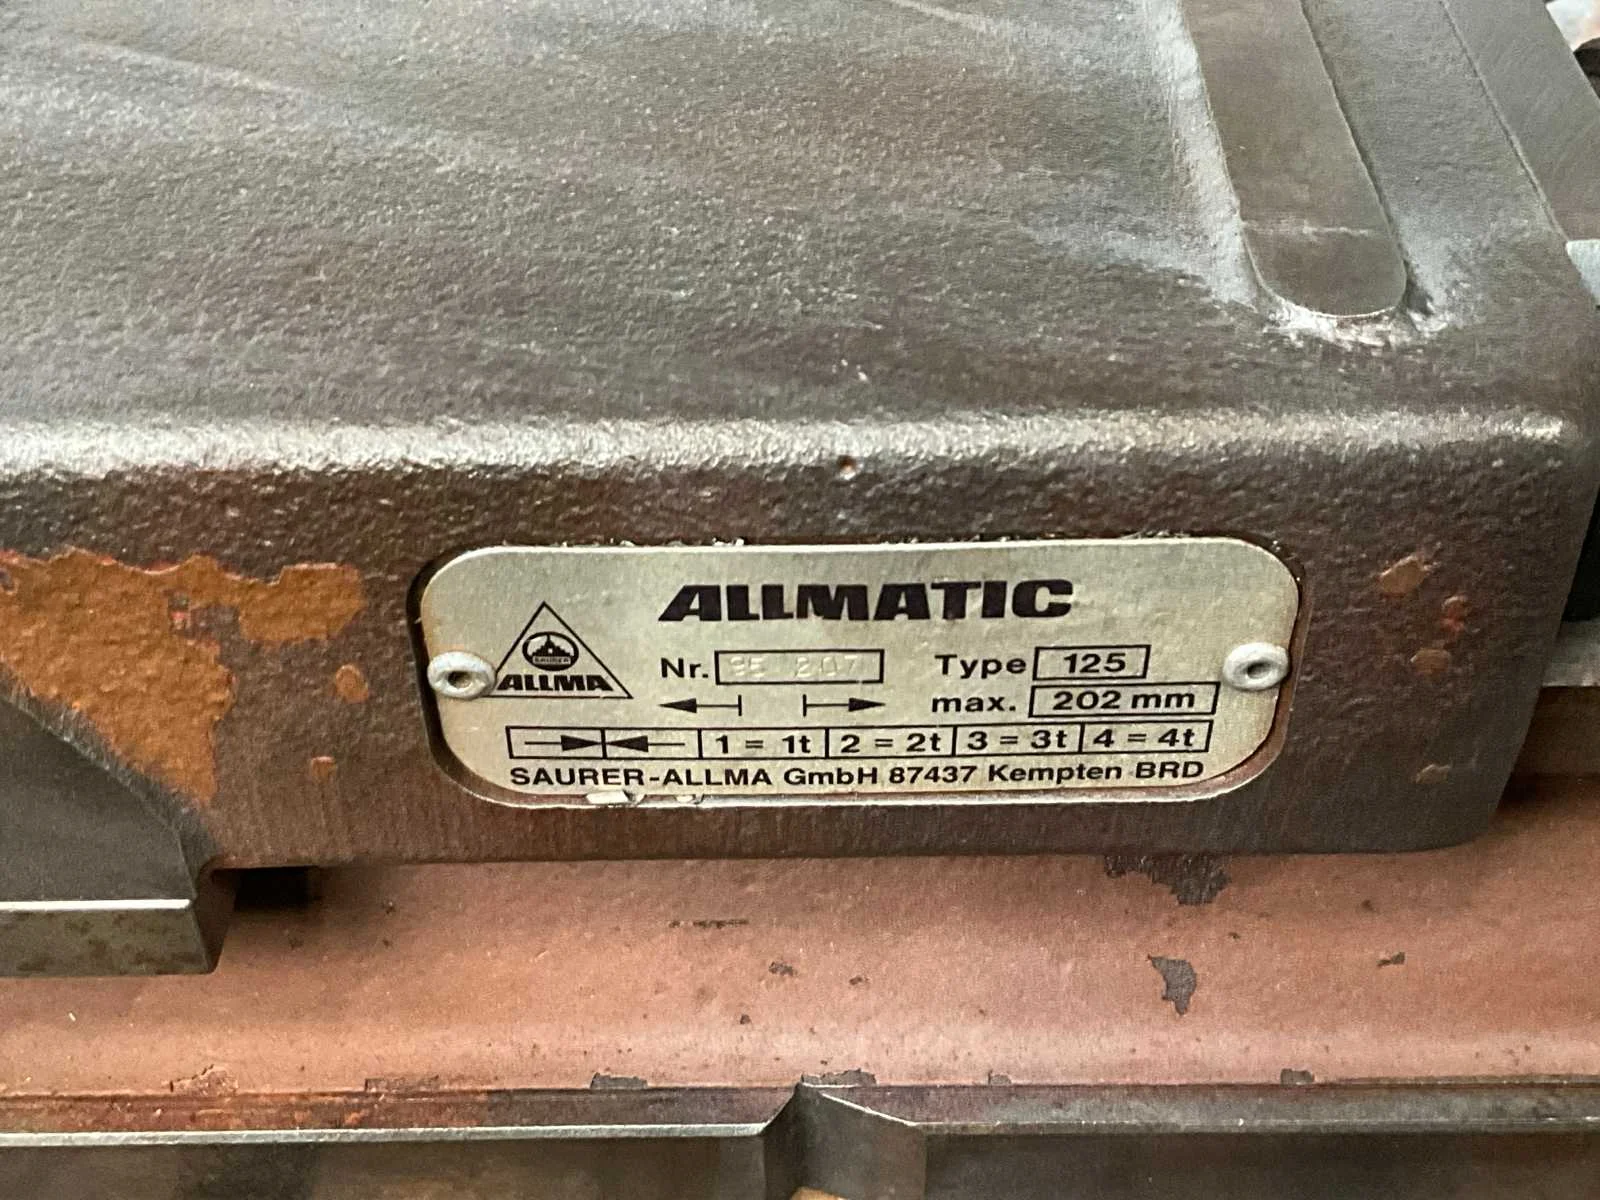 ALLMATIC
SAURER
ALLMA
Nr. 207 Type 125
max. 202 mm
1 = 1t 2 = 2t 3 = 3t 4 = 4t
SAURER-ALLMA GmbH 87437 Kempten BRD